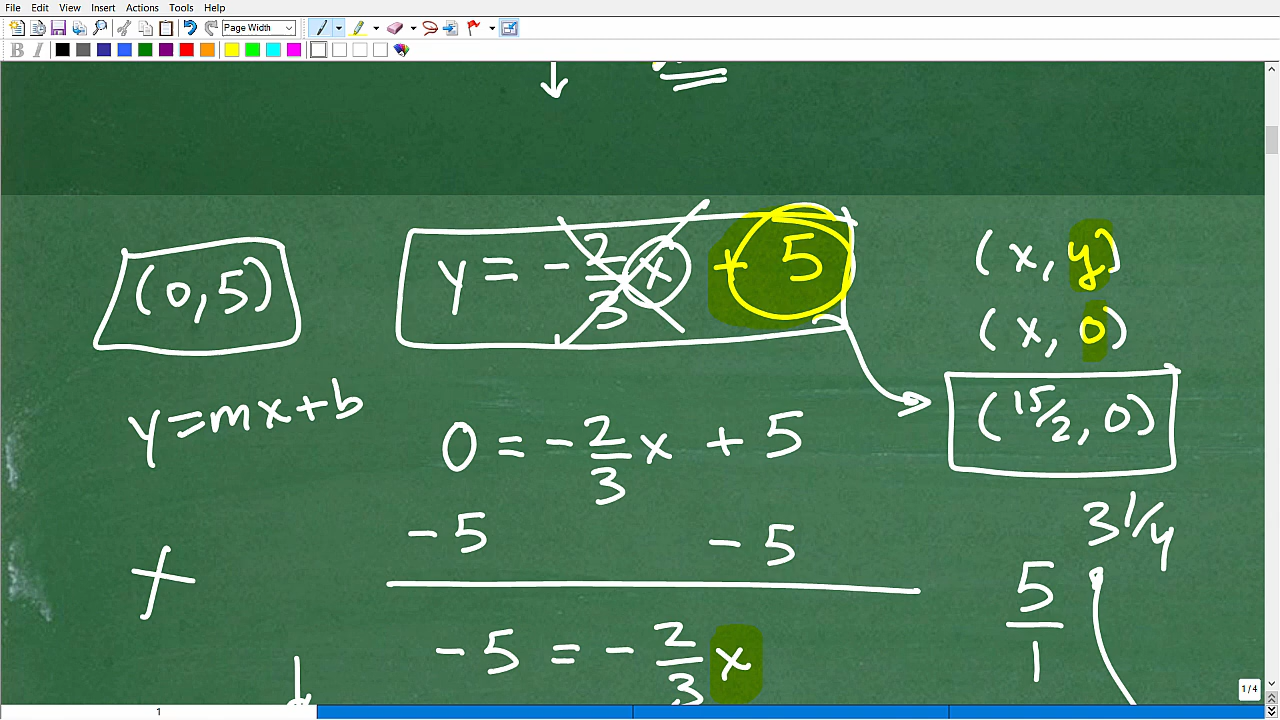 File Edit View Insert Actions Tools Help
Page Width
B I
(0,5)
y = - 2/3 x + 5
(x, y)
(x, 0)
(15/2, 0)
y = mx + b
0 = - 2/3 x + 5
- 5 - 5
3 1/4
5/1
- 5 = - 2/3 x
1/4
1